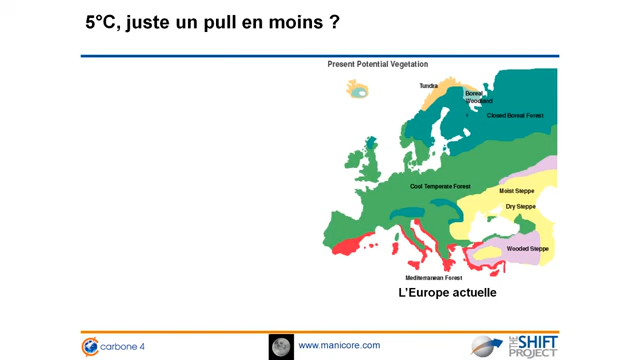 5°C, juste un pull en moins ?
Present Potential Vegetation
Tundra
Boreal
Woodland
Closed Boreal Forest
Cool Temperate Forest
Moist Steppe
Dry Steppe
Wooded Steppe
Mediterranean Forest
L'Europe actuelle
carbone 4
www.manicore.com
THE SHIFT
PROJECT